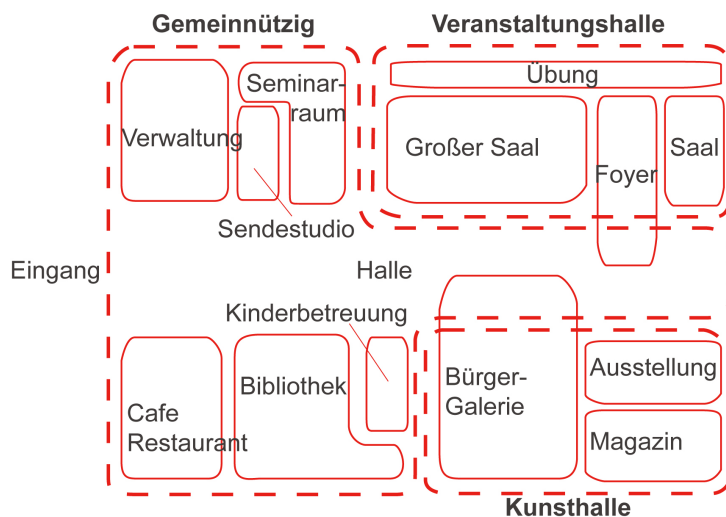 Gemeinnützig
Veranstaltungshalle
Verwaltung
Seminar-
raum
Sendestudio
Übung
Großer Saal
Foyer
Saal
Eingang
Halle
Kinderbetreuung
Cafe
Restaurant
Bibliothek
Bürger-
Galerie
Ausstellung
Magazin
Kunsthalle